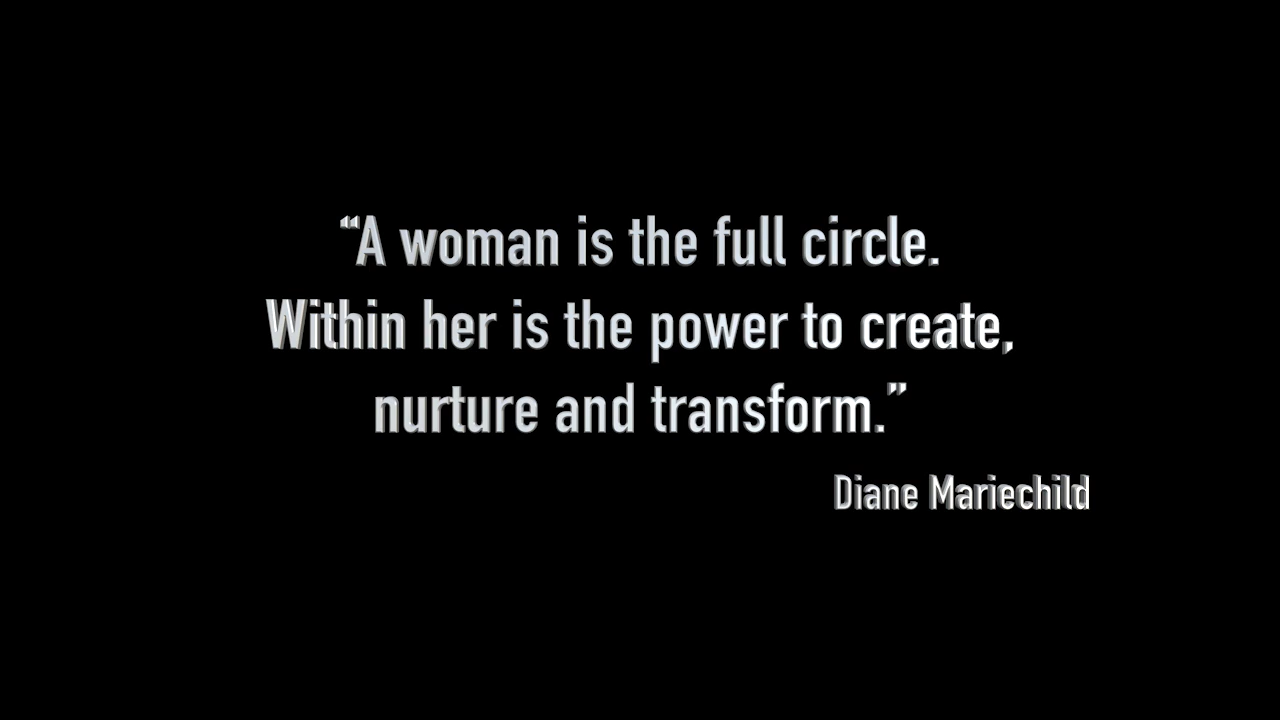 “A woman is the full circle.
Within her is the power to create,
nurture and transform.”
Diane Mariechild